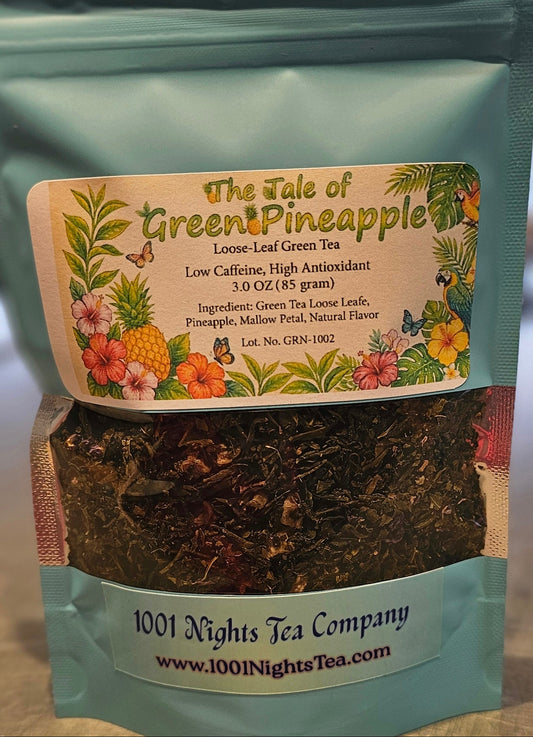 The Tale of
Green Pineapple
Loose-Leaf Green Tea
Low Caffeine, High Antioxidant
3.0 OZ (85 gram)
Ingredient: Green Tea Loose Leafe,
Pineapple, Mallow Petal, Natural Flavor
Lot. No. GRN-1002
1001 Nights Tea Company
www.1001NightsTea.com